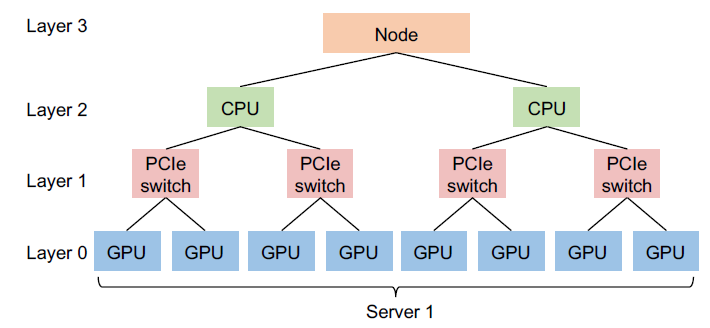 Layer 3
Node
Layer 2
CPU
CPU
Layer 1
PCIe
switch
PCIe
switch
PCIe
switch
PCIe
switch
Layer 0
GPU
GPU
GPU
GPU
GPU
GPU
GPU
GPU
Server 1